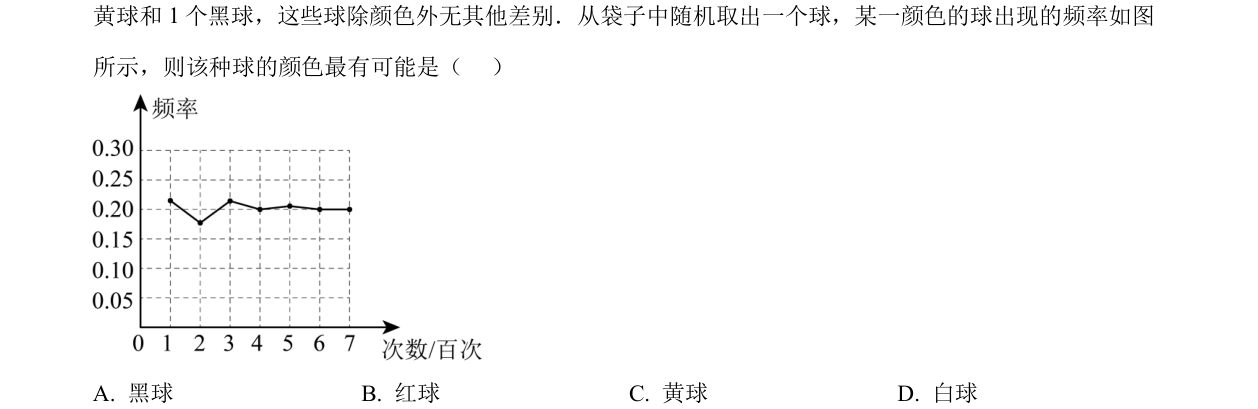 黄球和 1 个黑球，这些球除颜色外无其他差别．从袋子中随机取出一个球，某一颜色的球出现的频率如图
所示，则该种球的颜色最有可能是（　）
频率
0.30
0.25
0.20
0.15
0.10
0.05
0 1 2 3 4 5 6 7 次数/百次
A. 黑球 B. 红球 C. 黄球 D. 白球